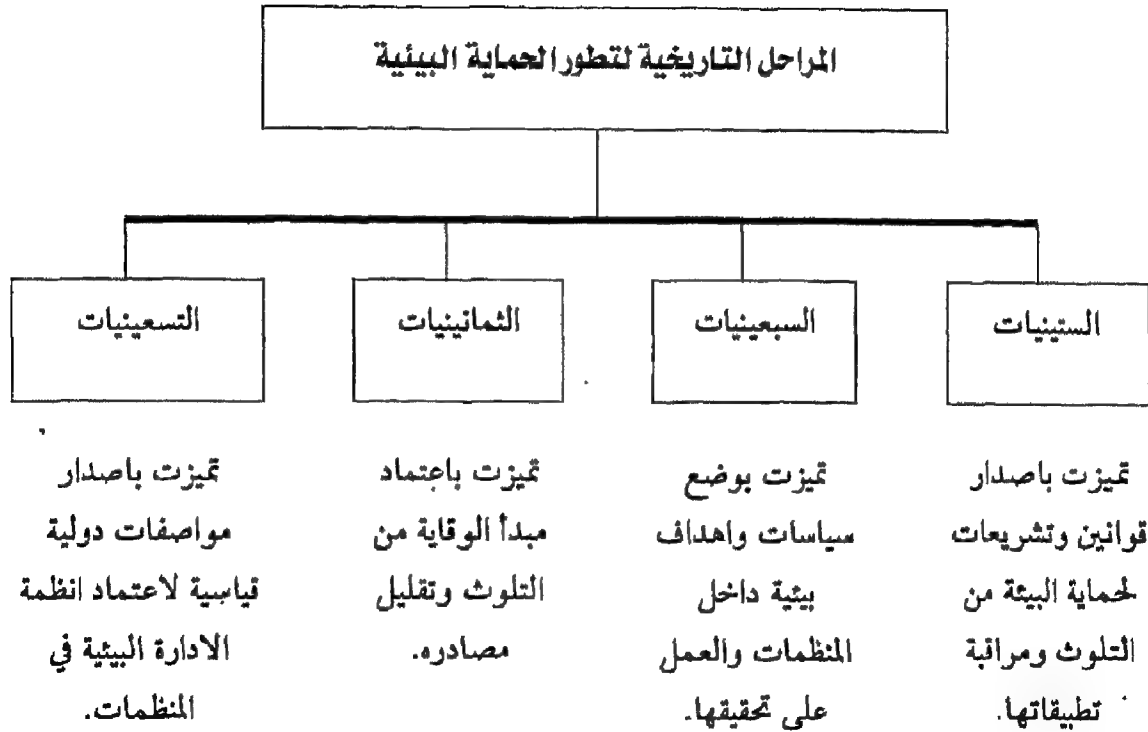 المراحل التاريخية لتطور الحماية البيئية
الستينيات
تميزت باصدار
قوانين وتشريعات
لحماية البيئة من
التلوث ومراقبة
تطبيقاتها.
السبعينيات
تميزت بوضع
سياسات واهداف
بيئية داخل
المنظمات والعمل
على تحقيقها.
الثمانينيات
تميزت باعتماد
مبدأ الوقاية من
التلوث وتقليل
مصادره.
التسعينيات
تميزت باصدار
مواصفات دولية
قياسية لاعتماد انظمة
الادارة البيئية في
المنظمات.